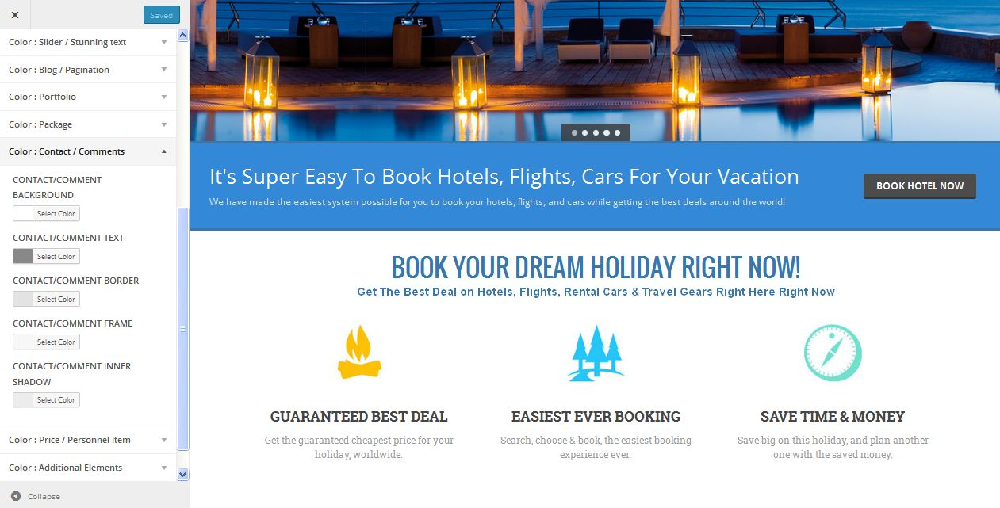 Saved
Color : Slider / Stunning text
Color : Blog / Pagination
Color : Portfolio
Color : Package
Color : Contact / Comments
CONTACT/COMMENT
BACKGROUND
Select Color
CONTACT/COMMENT TEXT
Select Color
CONTACT/COMMENT BORDER
Select Color
CONTACT/COMMENT FRAME
Select Color
CONTACT/COMMENT INNER
SHADOW
Select Color
Color : Price / Personnel Item
Color : Additional Elements
Collapse
It's Super Easy To Book Hotels, Flights, Cars For Your Vacation
We have made the easiest system possible for you to book your hotels, flights, and cars while getting the best deals around the world!
BOOK HOTEL NOW
BOOK YOUR DREAM HOLIDAY RIGHT NOW!
Get The Best Deal on Hotels, Flights, Rental Cars & Travel Gears Right Here Right Now
GUARANTEED BEST DEAL
Get the guaranteed cheapest price for your
holiday, worldwide.
EASIEST EVER BOOKING
Search, choose & book, the easiest booking
experience ever.
SAVE TIME & MONEY
Save big on this holiday, and plan another
one with the saved money.